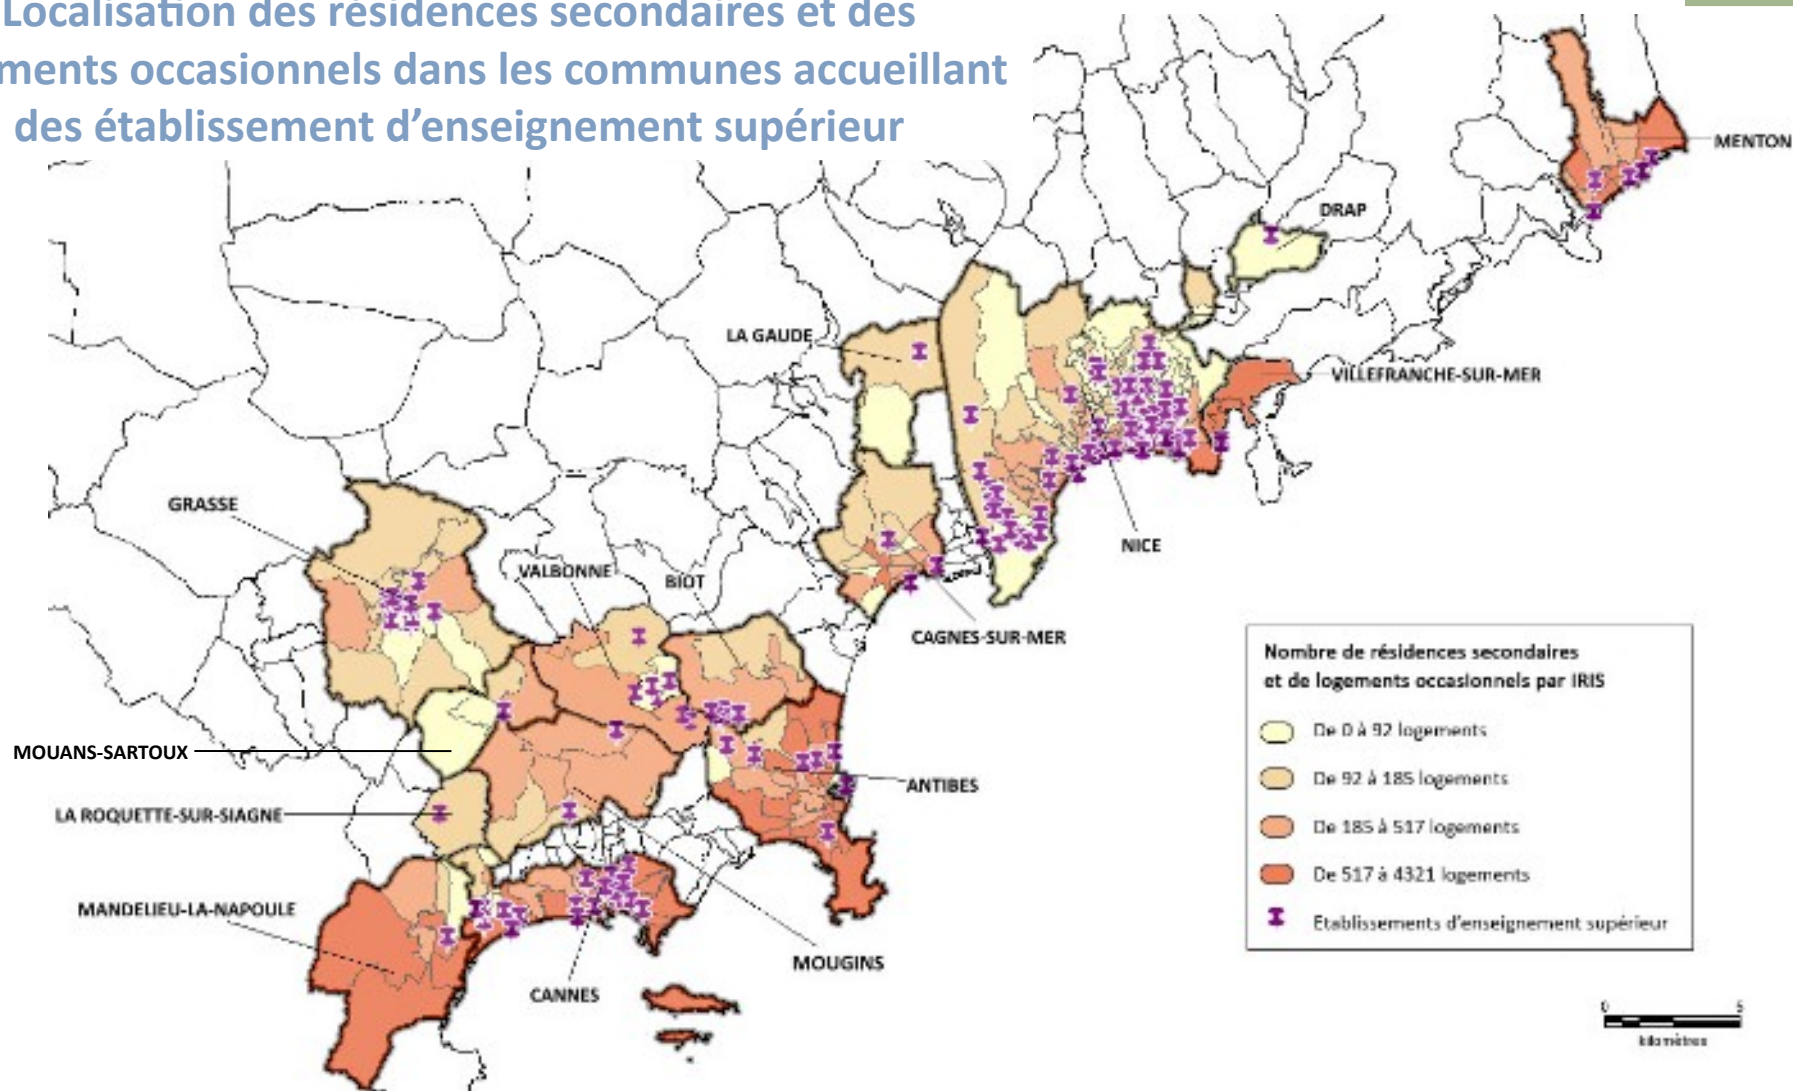 Localisation des résidences secondaires et des
ments occasionnels dans les communes accueillant
des établissement d'enseignement supérieur
MENTON
DRAP
LA GAUDE
VILLEFRANCHE-SUR-MER
GRASSE
VALBONNE
BIOT
NICE
CAGNES-SUR-MER
MOUANS-SARTOUX
ANTIBES
LA ROQUETTE-SUR-SIAGNE
MANDELIEU-LA-NAPOULE
MOUGINS
CANNES
Nombre de résidences secondaires
et de logements occasionnels par IRIS
De 0 à 92 logements
De 92 à 185 logements
De 185 à 517 logements
De 517 à 4321 logements
Etablissements d'enseignement supérieur
0 5
kilomètres